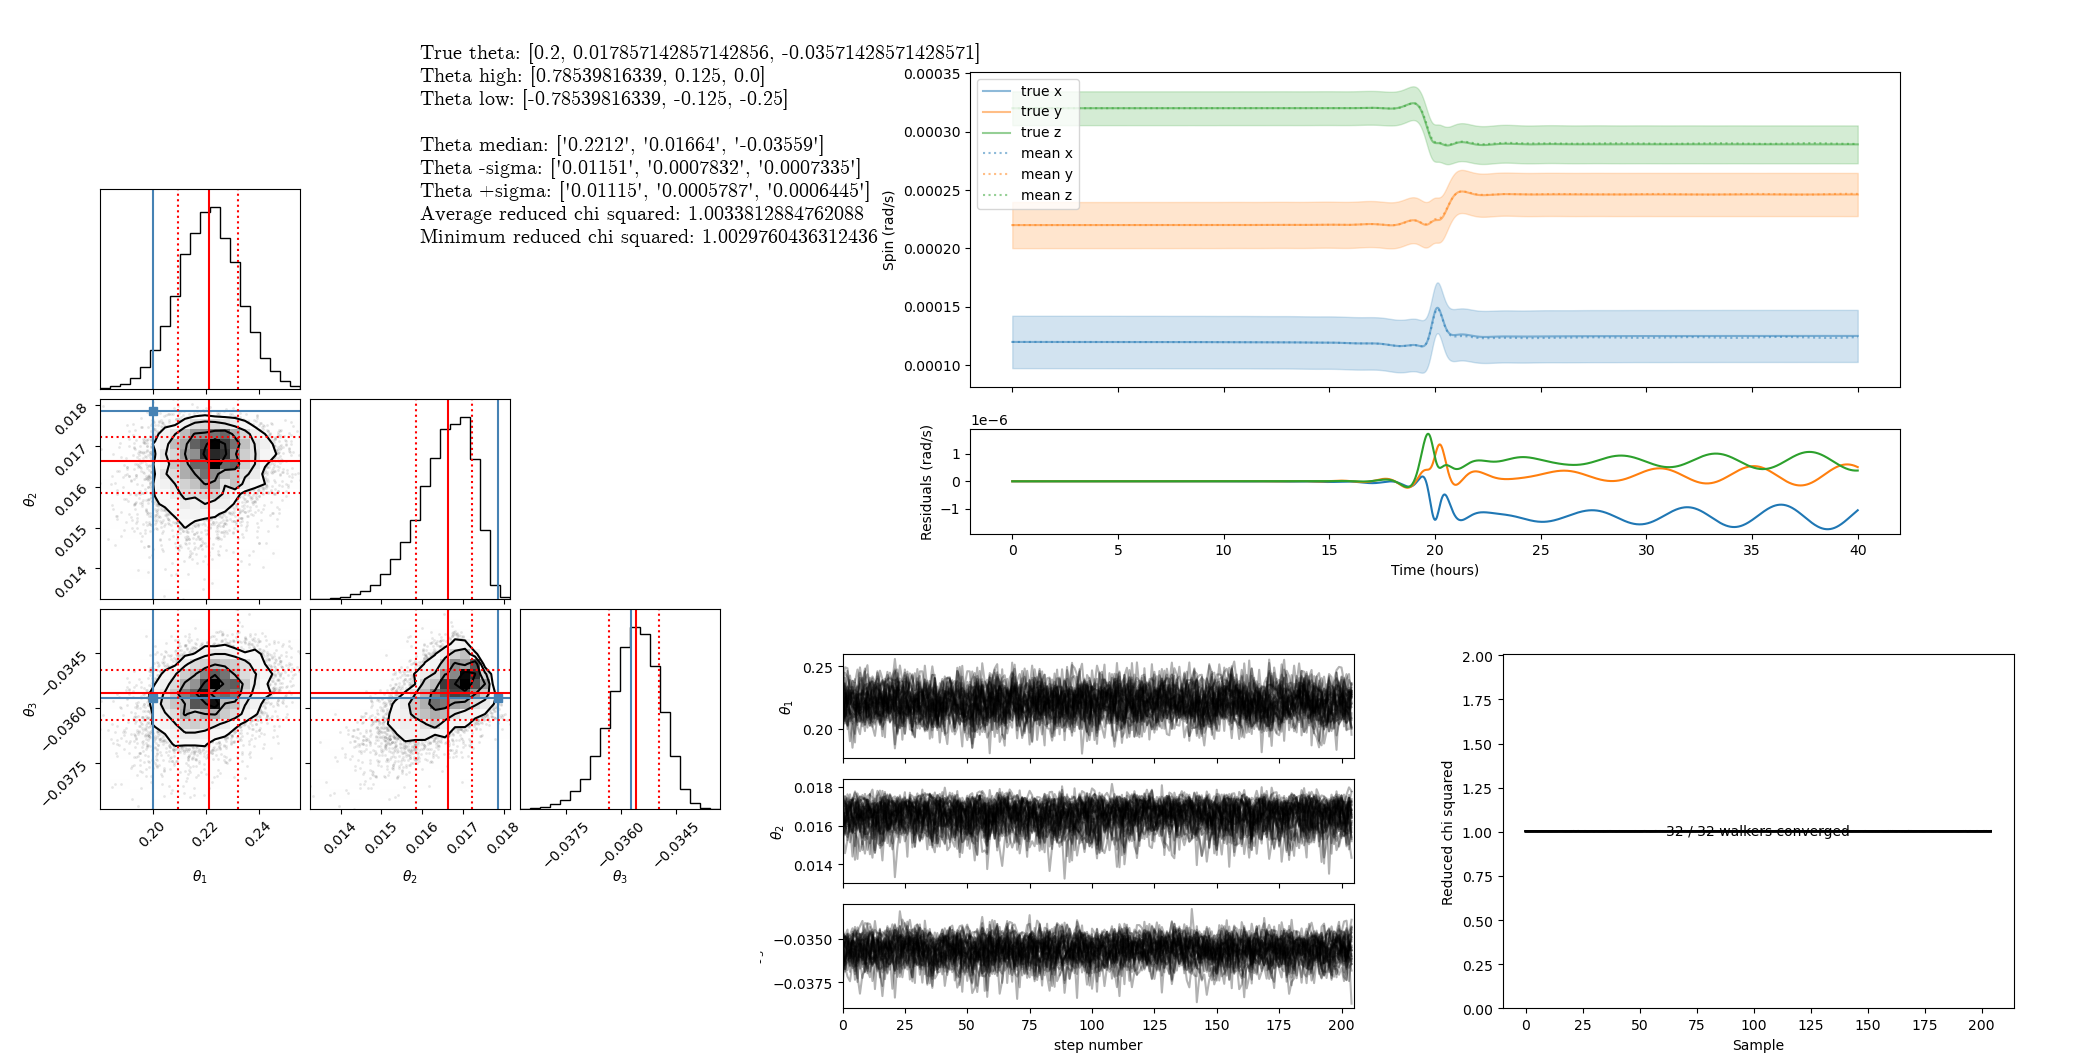 True theta: [0.2, 0.017857142857142856, -0.03571428571428571]
Theta high: [0.78539816339, 0.125, 0.0]
Theta low: [-0.78539816339, -0.125, -0.25]
Theta median: ['0.2212', '0.01664', '-0.03559']
Theta -sigma: ['0.01151', '0.0007832', '0.0007335']
Theta +sigma: ['0.01115', '0.0005787', '0.0006445']
Average reduced chi squared: 1.0033812884762088
Minimum reduced chi squared: 1.0029760436312436
0.018
0.017
0.016
0.015
0.014
θ2
−0.0345
−0.0360
−0.0375
θ3
0.20
0.22
0.24
θ1
0.014
0.015
0.016
0.017
0.018
θ2
−0.0375
−0.0360
−0.0345
θ3
0.00035
0.00030
0.00025
0.00020
0.00015
0.00010
Spin (rad/s)
true x
true y
true z
mean x
mean y
mean z
1e−6
1
0
−1
Residuals (rad/s)
0 5 10 15 20 25 30 35 40
Time (hours)
0.25
0.20
θ1
0.018
0.016
0.014
θ2
−0.0350
−0.0375
0 25 50 75 100 125 150 175 200
step number
2.00
1.75
1.50
1.25
1.00
0.75
0.50
0.25
0.00
Reduced chi squared
32 / 32 walkers converged
0 25 50 75 100 125 150 175 200
Sample